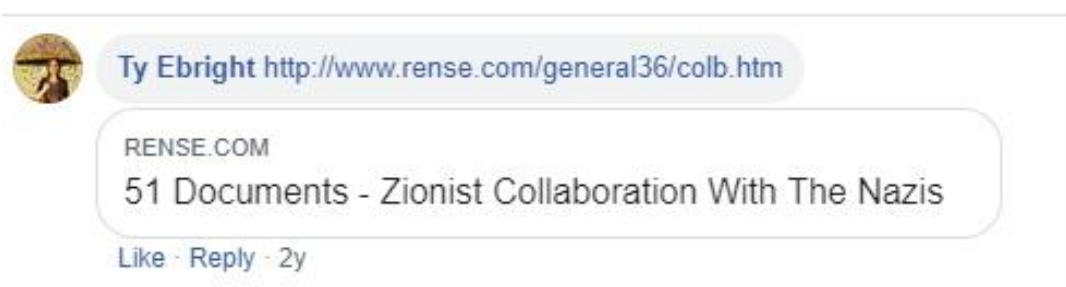 Ty Ebright http://www.rense.com/general36/colb.htm
RENSE.COM
51 Documents - Zionist Collaboration With The Nazis
Like · Reply · 2y